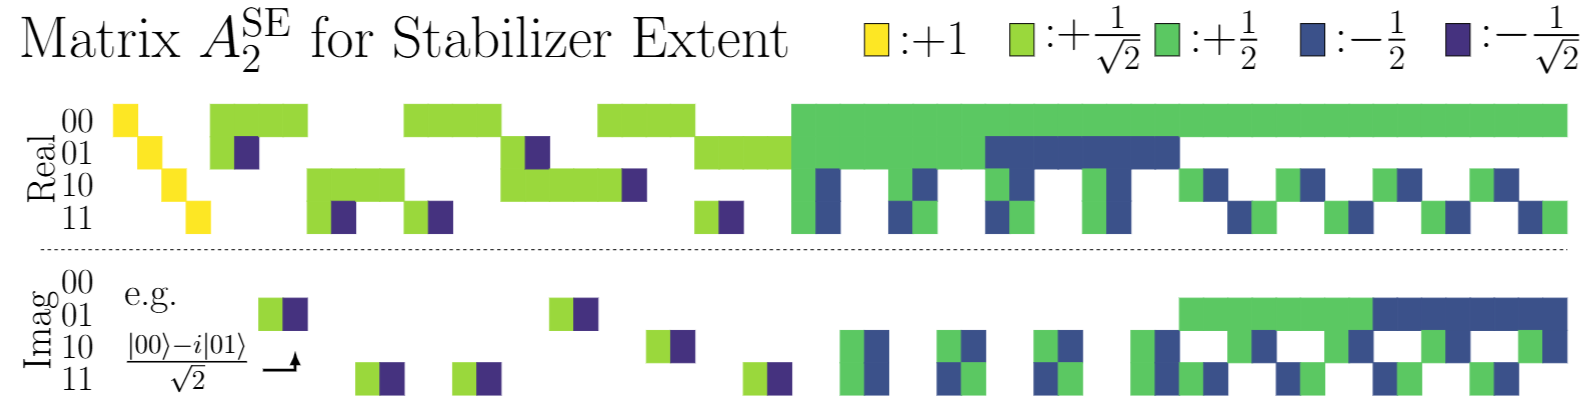 Matrix A₂^SE for Stabilizer Extent :+1 :+1/√2 :+1/2 :−1/2 :−1/√2
Real
00
01
10
11
Imag
00
01
10
11
e.g.
|00⟩−i|01⟩
√2